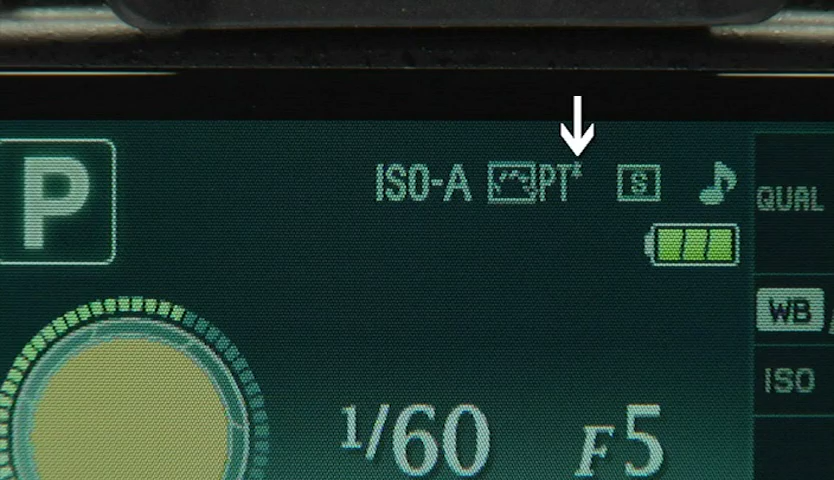 P
ISO-A PT*
S
QUAL
WB
ISO
1/60 F5